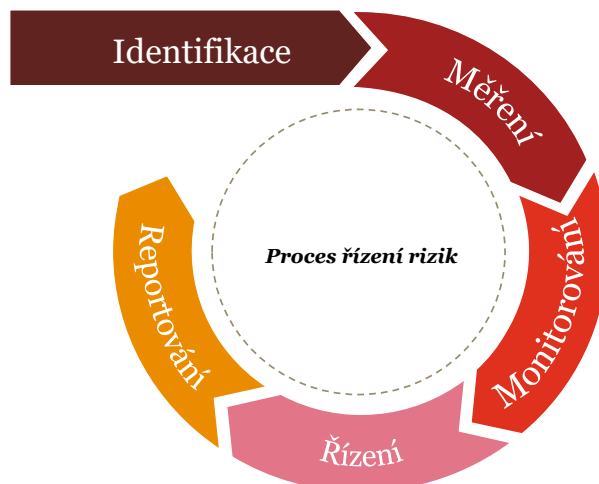 Identifikace
Měření
Monitorování
Řízení
Reportování
Proces řízení rizik